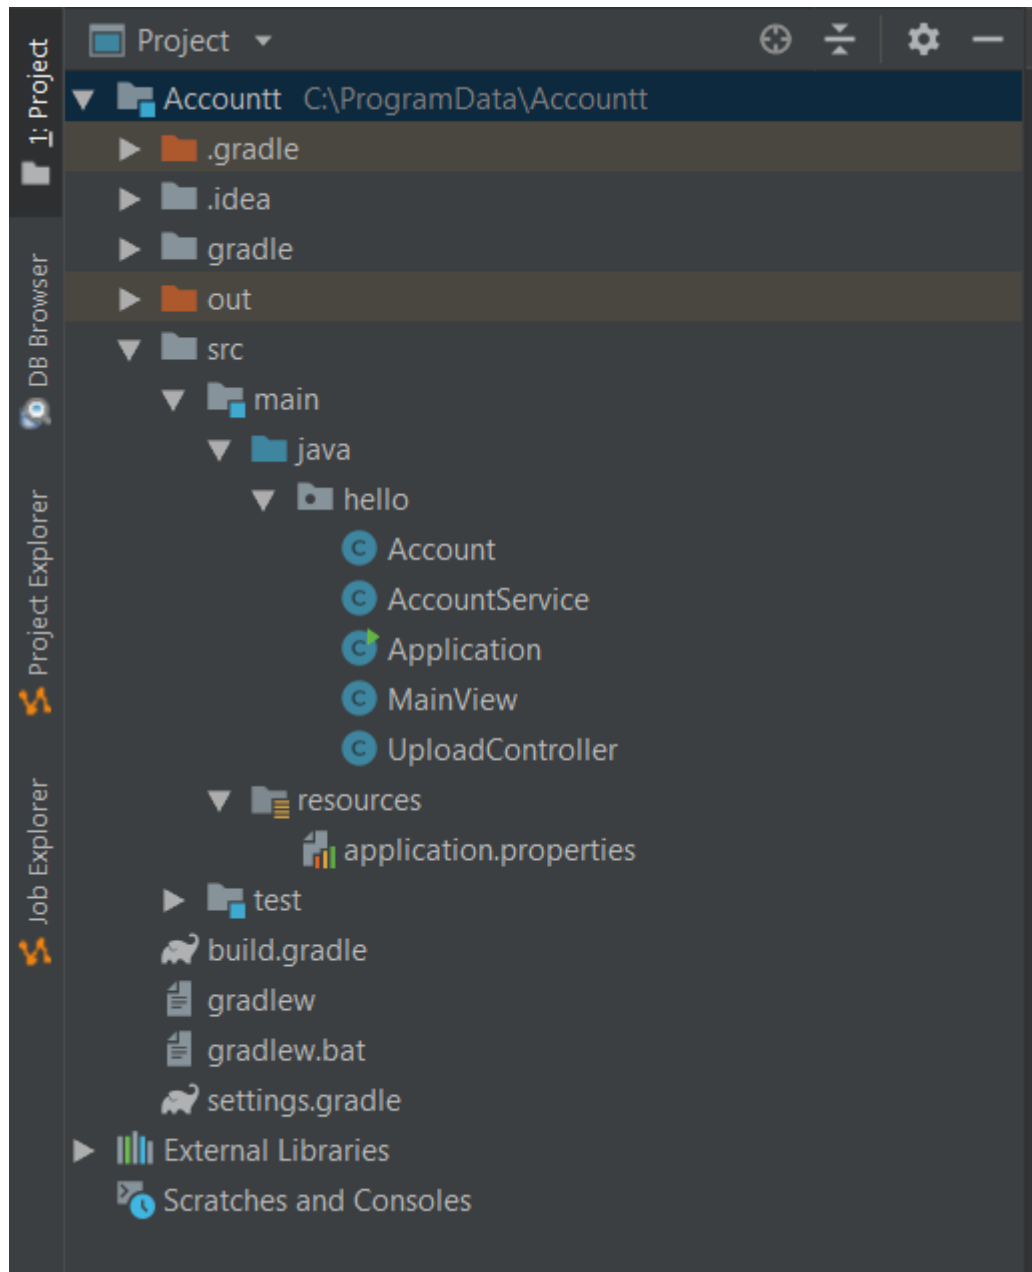 Project
Accountt C:\ProgramData\Accountt
.gradle
.idea
gradle
out
src
main
java
hello
Account
AccountService
Application
MainView
UploadController
resources
application.properties
test
build.gradle
gradlew
gradlew.bat
settings.gradle
External Libraries
Scratches and Consoles
1: Project
DB Browser
Project Explorer
Job Explorer